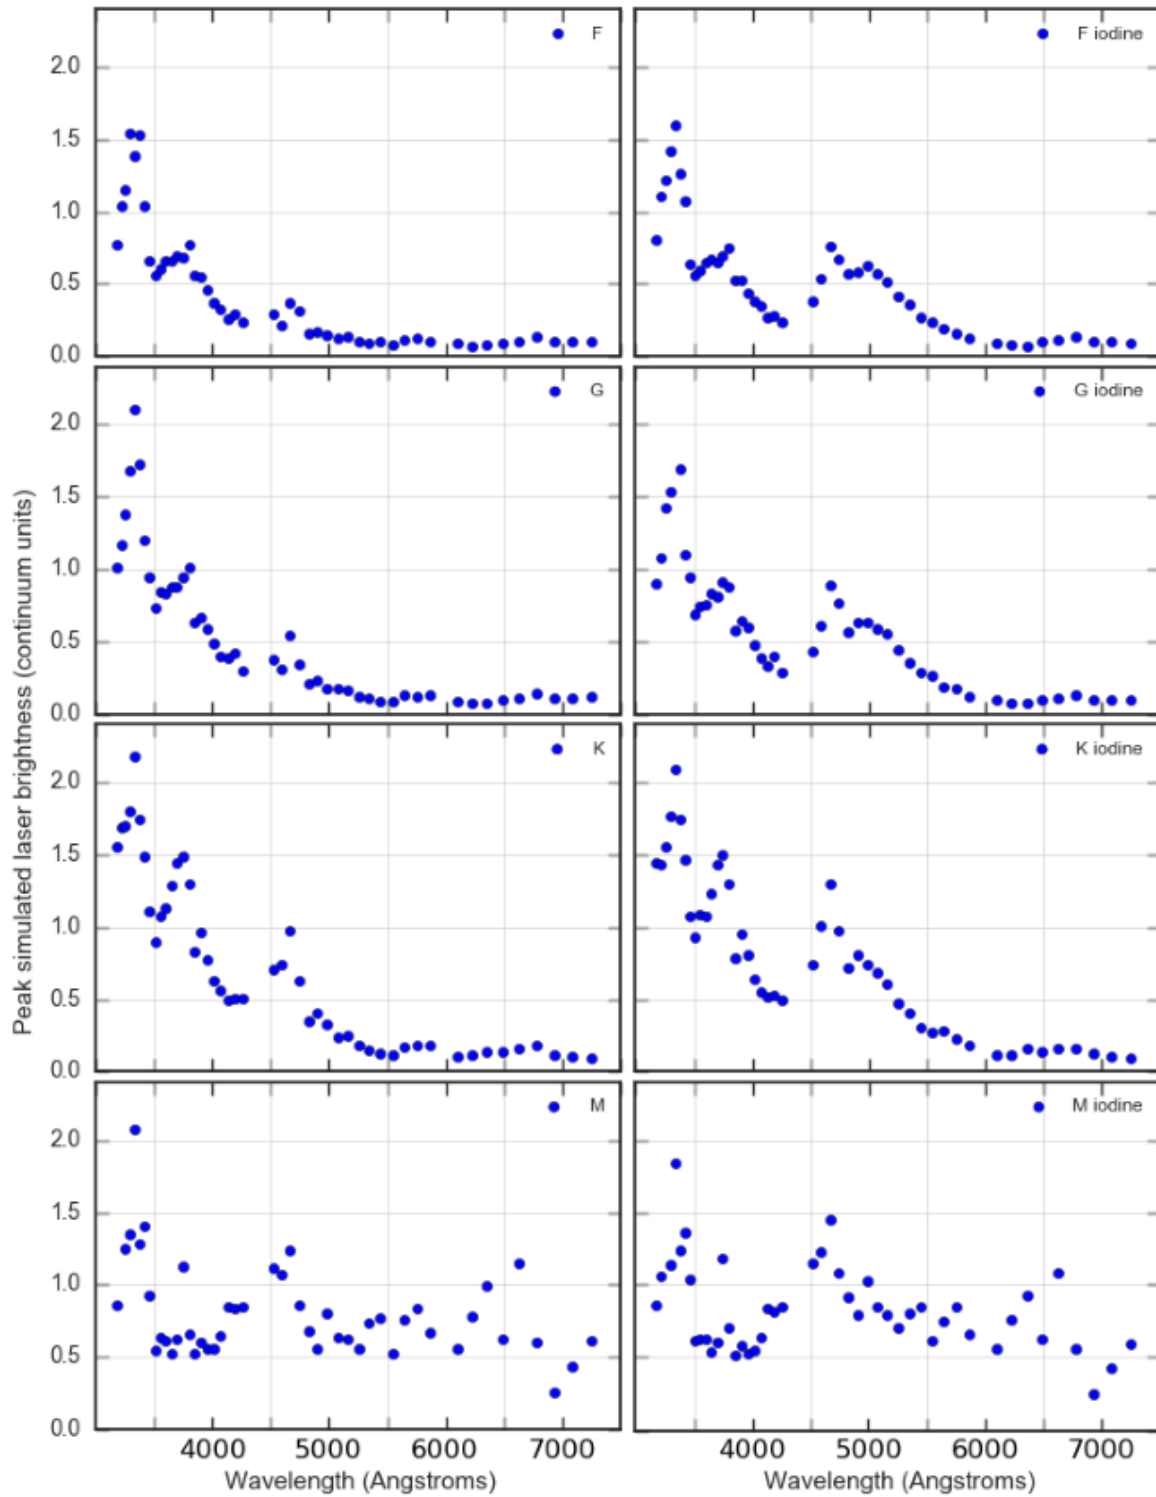 F
F iodine
2.0
1.5
1.0
0.5
0.0
G
G iodine
2.0
1.5
1.0
0.5
0.0
K
K iodine
2.0
1.5
1.0
0.5
0.0
M
M iodine
2.0
1.5
1.0
0.5
0.0
Peak simulated laser brightness (continuum units)
4000 5000 6000 7000
4000 5000 6000 7000
Wavelength (Angstroms)
Wavelength (Angstroms)